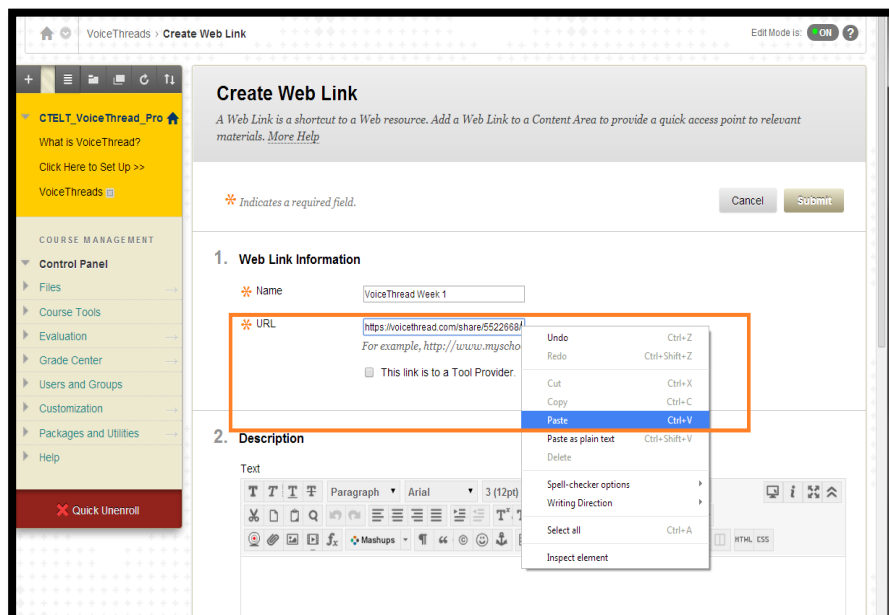 VoiceThreads › Create Web Link
Edit Mode is: ON ?
CTELT_VoiceThread_Pro
What is VoiceThread?
Click Here to Set Up >>
VoiceThreads
COURSE MANAGEMENT
Control Panel
Files
Course Tools
Evaluation
Grade Center
Users and Groups
Customization
Packages and Utilities
Help
Quick Unenroll
Create Web Link
A Web Link is a shortcut to a Web resource. Add a Web Link to a Content Area to provide a quick access point to relevant
materials. More Help
Indicates a required field.
Cancel
Submit
1. Web Link Information
Name
VoiceThread Week 1
URL
https://voicethread.com/share/5522668/
For example, http://www.myscho
This link is to a Tool Provider.
Undo Ctrl+Z
Redo Ctrl+Shift+Z
Cut Ctrl+X
Copy Ctrl+C
Paste Ctrl+V
Paste as plain text Ctrl+Shift+V
Delete
Spell-checker options
Writing Direction
Select all Ctrl+A
Inspect element
2. Description
Text
T T T T Paragraph Arial 3 (12pt)
Tx
fx Mashups ¶ “ © HTML CSS